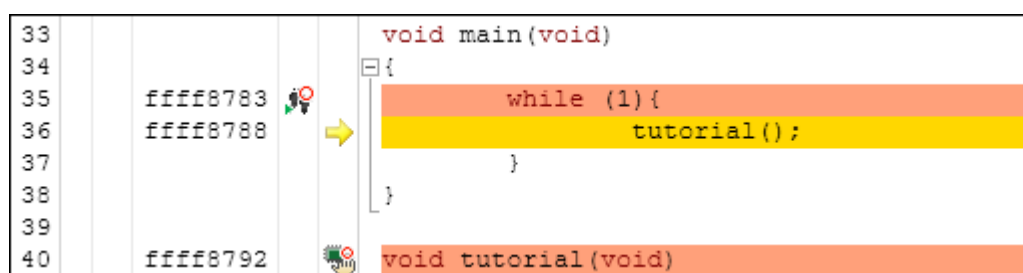 33 void main(void)
34 {
35 ffff8783 while (1){
36 ffff8788 tutorial();
37 }
38 }
39
40 ffff8792 void tutorial(void)